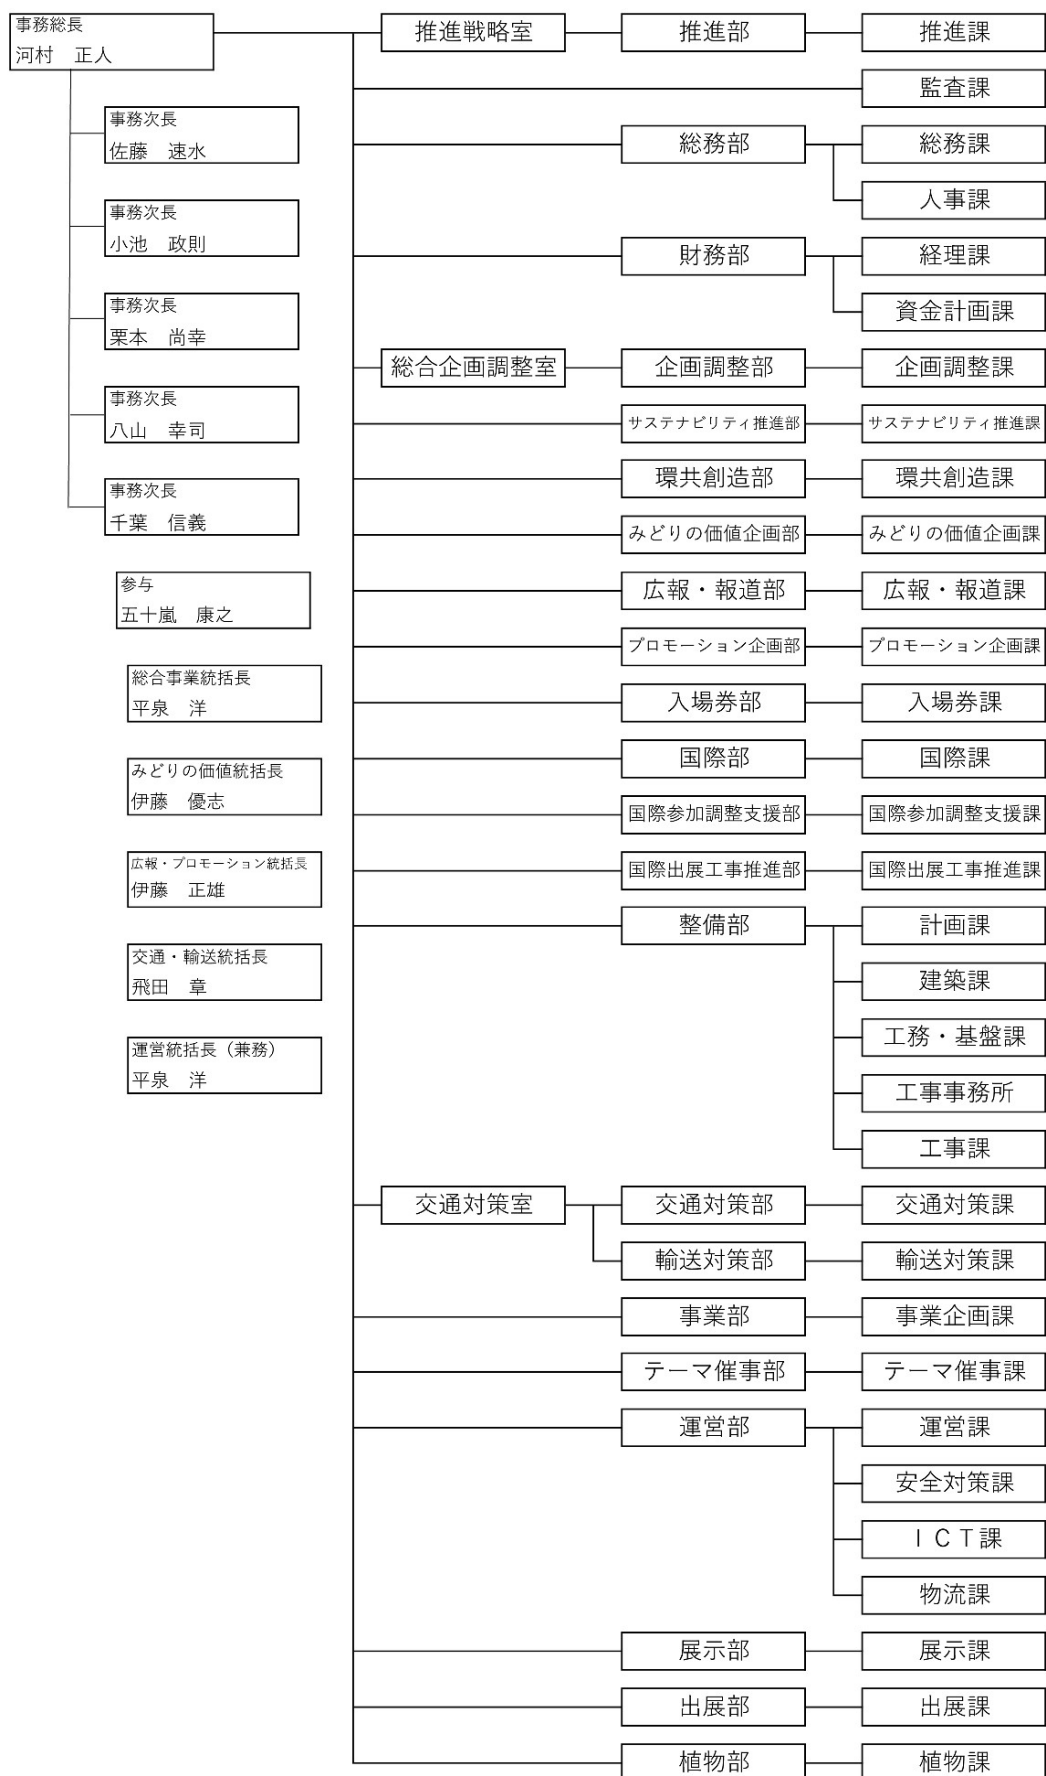 事務総長
河村　正人
事務次長
佐藤　速水
事務次長
小池　政則
事務次長
栗本　尚幸
事務次長
八山　幸司
事務次長
千葉　信義
参与
五十嵐　康之
総合事業統括長
平泉　洋
みどりの価値統括長
伊藤　優志
広報・プロモーション統括長
伊藤　正雄
交通・輸送統括長
飛田　章
運営統括長（兼務）
平泉　洋
推進戦略室
推進部
推進課
監査課
総務部
総務課
人事課
財務部
経理課
資金計画課
総合企画調整室
企画調整部
企画調整課
サステナビリティ推進部
サステナビリティ推進課
環共創造部
環共創造課
みどりの価値企画部
みどりの価値企画課
広報・報道部
広報・報道課
プロモーション企画部
プロモーション企画課
入場券部
入場券課
国際部
国際課
国際参加調整支援部
国際参加調整支援課
国際出展工事推進部
国際出展工事推進課
整備部
計画課
建築課
工務・基盤課
工事事務所
工事課
交通対策室
交通対策部
交通対策課
輸送対策部
輸送対策課
事業部
事業企画課
テーマ催事部
テーマ催事課
運営部
運営課
安全対策課
ＩＣＴ課
物流課
展示部
展示課
出展部
出展課
植物部
植物課